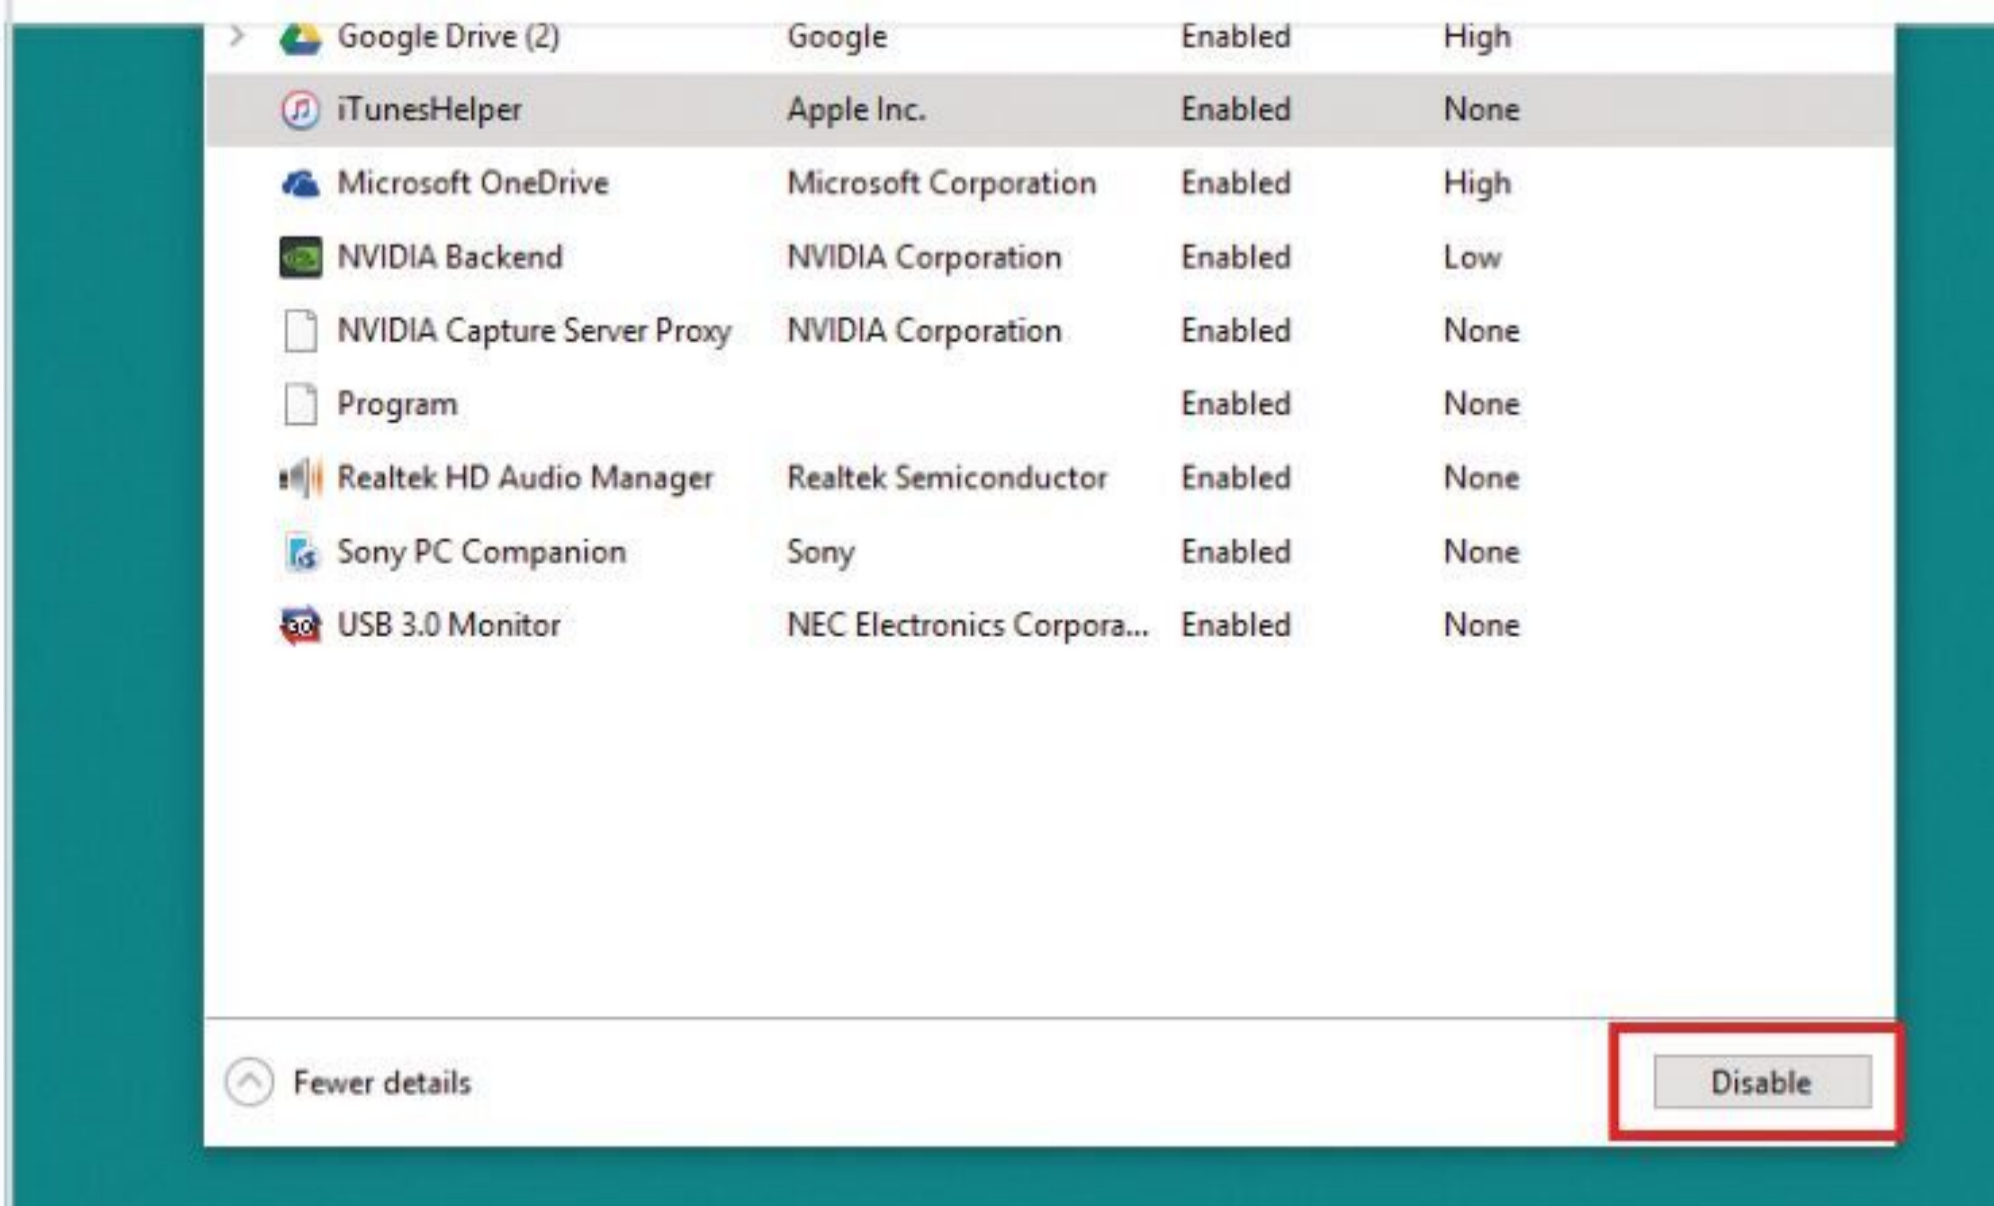 Google Drive (2) Google Enabled High
iTunesHelper Apple Inc. Enabled None
Microsoft OneDrive Microsoft Corporation Enabled High
NVIDIA Backend NVIDIA Corporation Enabled Low
NVIDIA Capture Server Proxy NVIDIA Corporation Enabled None
Program Enabled None
Realtek HD Audio Manager Realtek Semiconductor Enabled None
Sony PC Companion Sony Enabled None
USB 3.0 Monitor NEC Electronics Corpora... Enabled None
Fewer details Disable